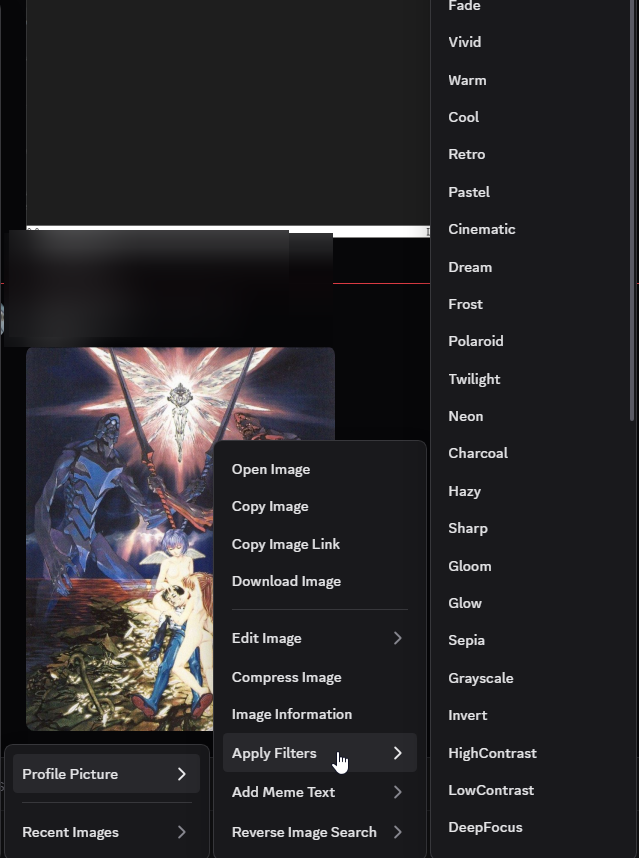 Fade
Vivid
Warm
Cool
Retro
Pastel
Cinematic
Dream
Frost
Polaroid
Twilight
Neon
Charcoal
Hazy
Sharp
Gloom
Glow
Sepia
Grayscale
Invert
HighContrast
LowContrast
DeepFocus
Open Image
Copy Image
Copy Image Link
Download Image
Edit Image
Compress Image
Image Information
Apply Filters
Add Meme Text
Reverse Image Search
Profile Picture
Recent Images